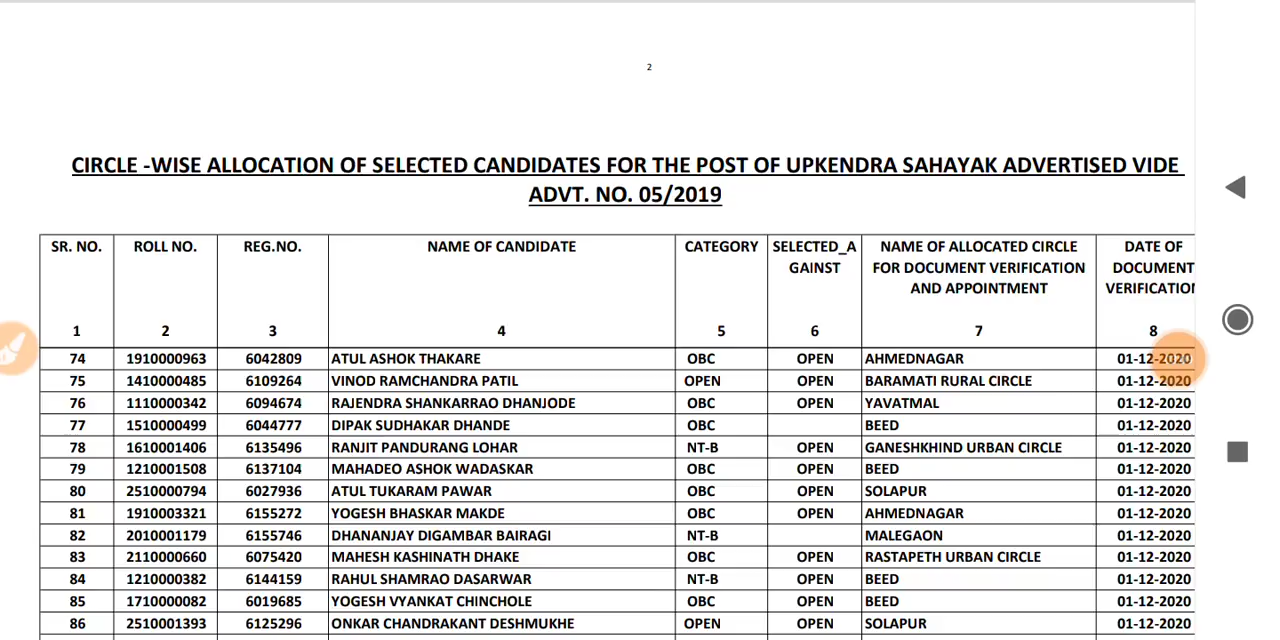 2
CIRCLE -WISE ALLOCATION OF SELECTED CANDIDATES FOR THE POST OF UPKENDRA SAHAYAK ADVERTISED VIDE
ADVT. NO. 05/2019
SR. NO. ROLL NO. REG.NO. NAME OF CANDIDATE CATEGORY SELECTED_A NAME OF ALLOCATED CIRCLE DATE OF
GAINST FOR DOCUMENT VERIFICATION DOCUMENT
AND APPOINTMENT VERIFICATION
1 2 3 4 5 6 7 8
74 1910000963 6042809 ATUL ASHOK THAKARE OBC OPEN AHMEDNAGAR 01-12-2020
75 1410000485 6109264 VINOD RAMCHANDRA PATIL OPEN OPEN BARAMATI RURAL CIRCLE 01-12-2020
76 1110000342 6094674 RAJENDRA SHANKARRAO DHANJODE OBC OPEN YAVATMAL 01-12-2020
77 1510000499 6044777 DIPAK SUDHAKAR DHANDE OBC BEED 01-12-2020
78 1610001406 6135496 RANJIT PANDURANG LOHAR NT-B OPEN GANESHKHIND URBAN CIRCLE 01-12-2020
79 1210001508 6137104 MAHADEO ASHOK WADASKAR OBC OPEN BEED 01-12-2020
80 2510000794 6027936 ATUL TUKARAM PAWAR OBC OPEN SOLAPUR 01-12-2020
81 1910003321 6155272 YOGESH BHASKAR MAKDE OBC OPEN AHMEDNAGAR 01-12-2020
82 2010001179 6155746 DHANANJAY DIGAMBAR BAIRAGI NT-B MALEGAON 01-12-2020
83 2110000660 6075420 MAHESH KASHINATH DHAKE OBC OPEN RASTAPETH URBAN CIRCLE 01-12-2020
84 1210000382 6144159 RAHUL SHAMRAO DASARWAR NT-B OPEN BEED 01-12-2020
85 1710000082 6019685 YOGESH VYANKAT CHINCHOLE OBC OPEN BEED 01-12-2020
86 2510001393 6125296 ONKAR CHANDRAKANT DESHMUKHE OPEN OPEN SOLAPUR 01-12-2020